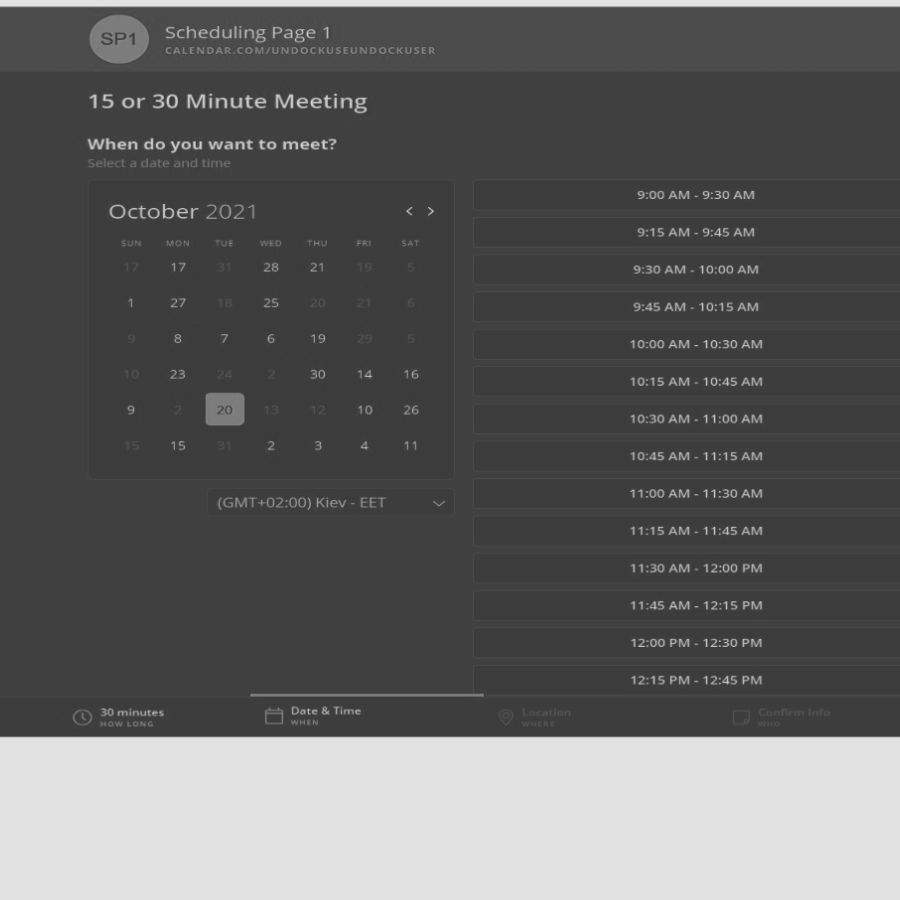 SP1
Scheduling Page 1
CALENDAR.COM/UNDOCKUSEUNDOCKUSER
15 or 30 Minute Meeting
When do you want to meet?
Select a date and time
October 2021 < >
SUN MON TUE WED THU FRI SAT
17 17 31 28 21 19 5
1 27 18 25 20 21 6
9 8 7 6 19 29 5
10 23 24 2 30 14 16
9 2 20 13 12 10 26
15 15 31 2 3 4 11
(GMT+02:00) Kiev - EET
9:00 AM - 9:30 AM
9:15 AM - 9:45 AM
9:30 AM - 10:00 AM
9:45 AM - 10:15 AM
10:00 AM - 10:30 AM
10:15 AM - 10:45 AM
10:30 AM - 11:00 AM
10:45 AM - 11:15 AM
11:00 AM - 11:30 AM
11:15 AM - 11:45 AM
11:30 AM - 12:00 PM
11:45 AM - 12:15 PM
12:00 PM - 12:30 PM
12:15 PM - 12:45 PM
30 minutes
HOW LONG
Date & Time
WHEN
Location
WHERE
Confirm Info
WHO